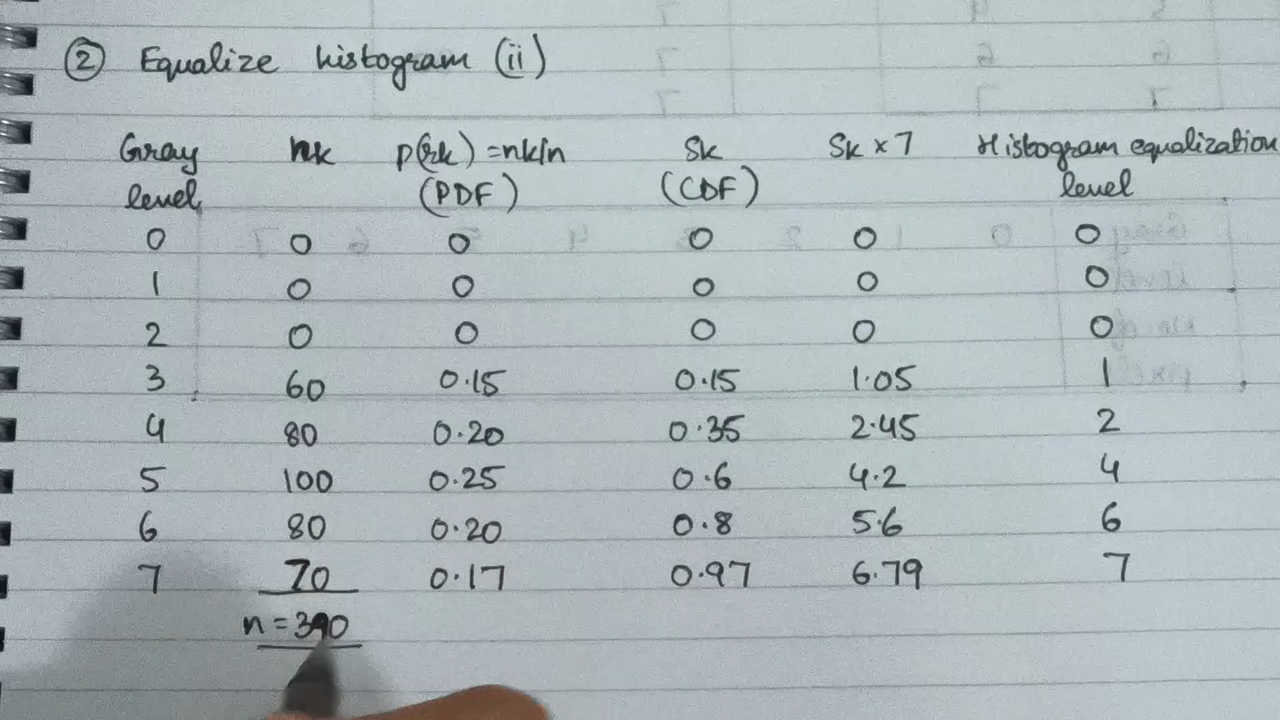 ② Equalize histogram (ii)
Gray level nk p(rk) = nk/n (PDF) Sk (CDF) Sk × 7 Histogram equalization level
0 0 0 0 0 0
1 0 0 0 0 0
2 0 0 0 0 0
3 60 0.15 0.15 1.05 1
4 80 0.20 0.35 2.45 2
5 100 0.25 0.6 4.2 4
6 80 0.20 0.8 5.6 6
7 70 0.17 0.97 6.79 7
n = 390